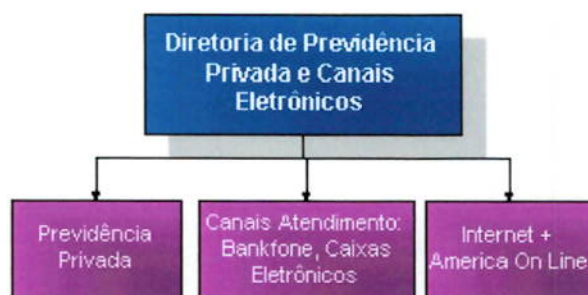 Diretoria de Previdência
Privada e Canais
Eletrônicos
Previdência
Privada
Canais Atendimento:
Bankfone, Caixas
Eletrônicos
Internet +
America On Line